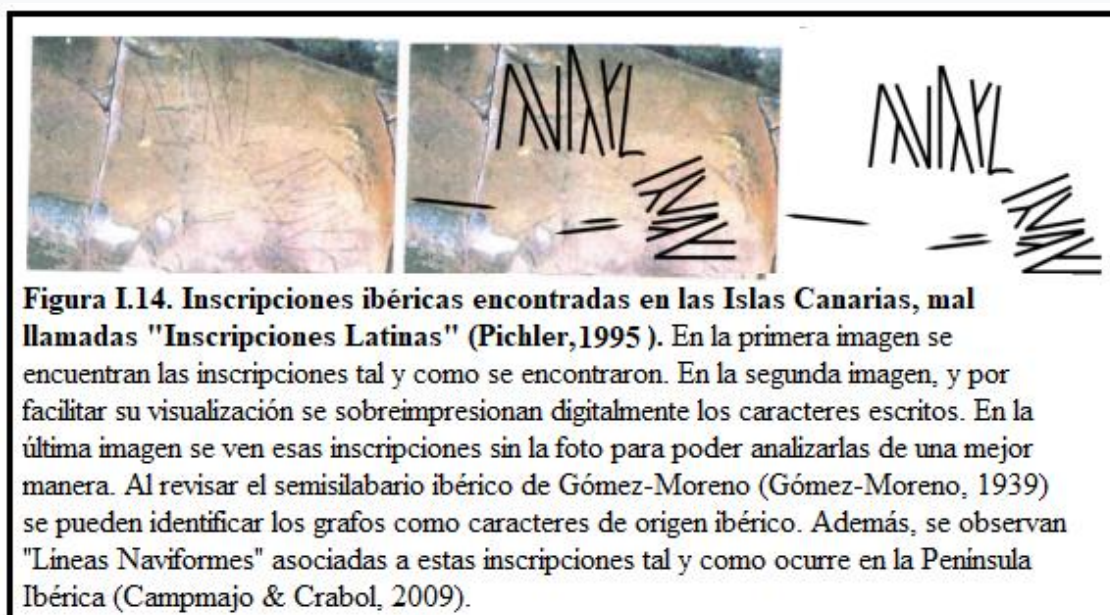 Figura I.14. Inscripciones ibéricas encontradas en las Islas Canarias, mal
llamadas "Inscripciones Latinas" (Pichler,1995 ). En la primera imagen se
encuentran las inscripciones tal y como se encontraron. En la segunda imagen, y por
facilitar su visualización se sobreimpresionan digitalmente los caracteres escritos. En la
última imagen se ven esas inscripciones sin la foto para poder analizarlas de una mejor
manera. Al revisar el semisilabario ibérico de Gómez-Moreno (Gómez-Moreno, 1939)
se pueden identificar los grafos como caracteres de origen ibérico. Además, se observan
"Líneas Naviformes" asociadas a estas inscripciones tal y como ocurre en la Península
Ibérica (Campmajo & Crabol, 2009).